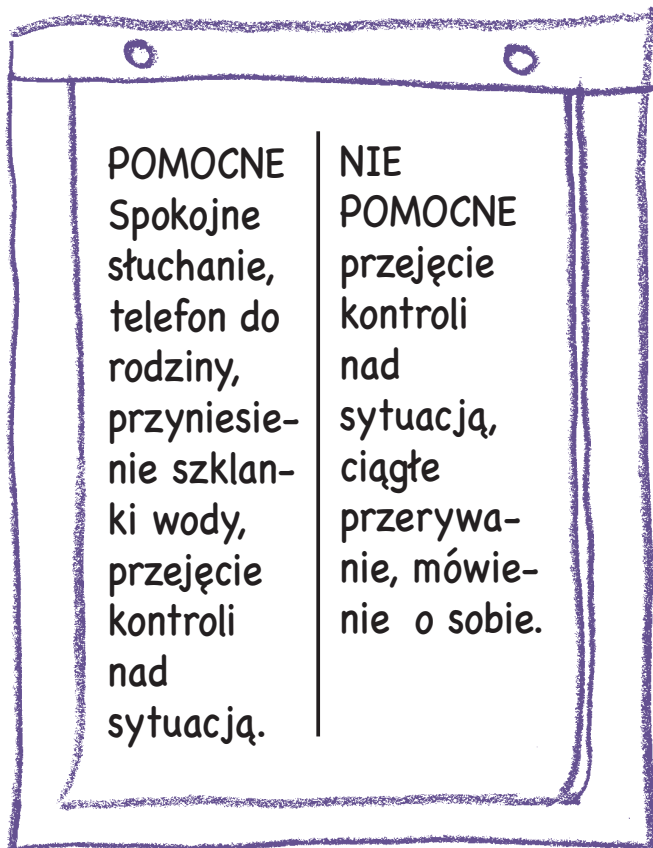 POMOCNE
Spokojne
słuchanie,
telefon do
rodziny,
przyniesie-
nie szklan-
ki wody,
przejęcie
kontroli
nad
sytuacją.
NIE
POMOCNE
przejęcie
kontroli
nad
sytuacją,
ciągłe
przerywa-
nie, mówie-
nie o sobie.